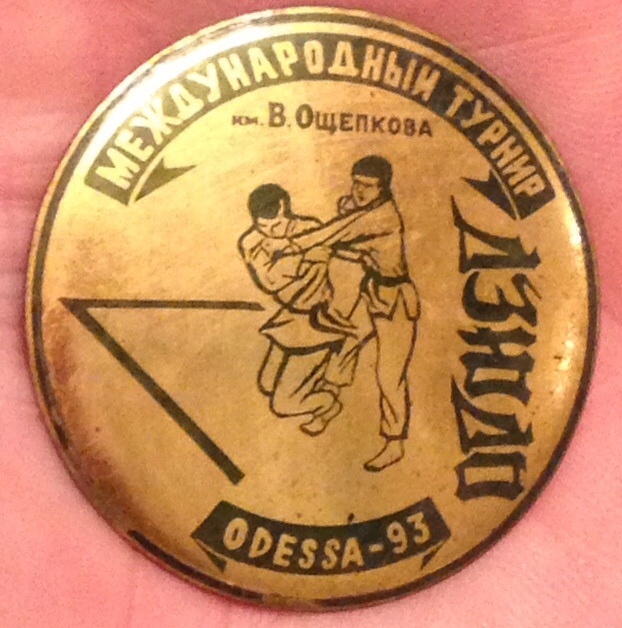 МЕЖДУНАРОДНЫЙ ТУРНИР
им. В. Ощепкова
ДЗЮДО
ODESSA-93